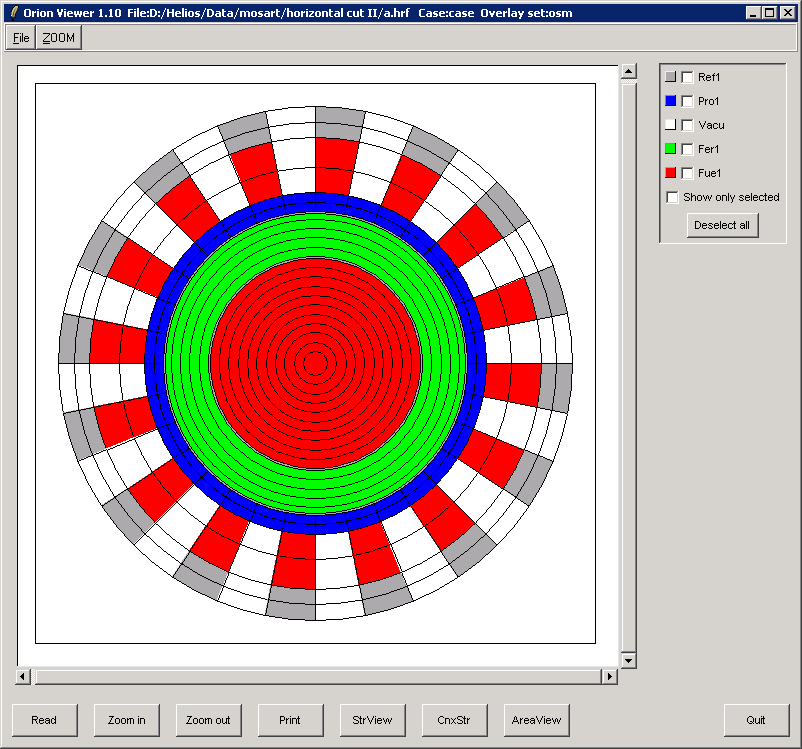 Orion Viewer 1.10 File:D:/Helios/Data/mosart/horizontal cut II/a.hrf Case:case Overlay set:osm
File ZOOM
Ref1
Pro1
Vacu
Fer1
Fue1
Show only selected
Deselect all
Read Zoom in Zoom out Print StrView CnxStr AreaView Quit